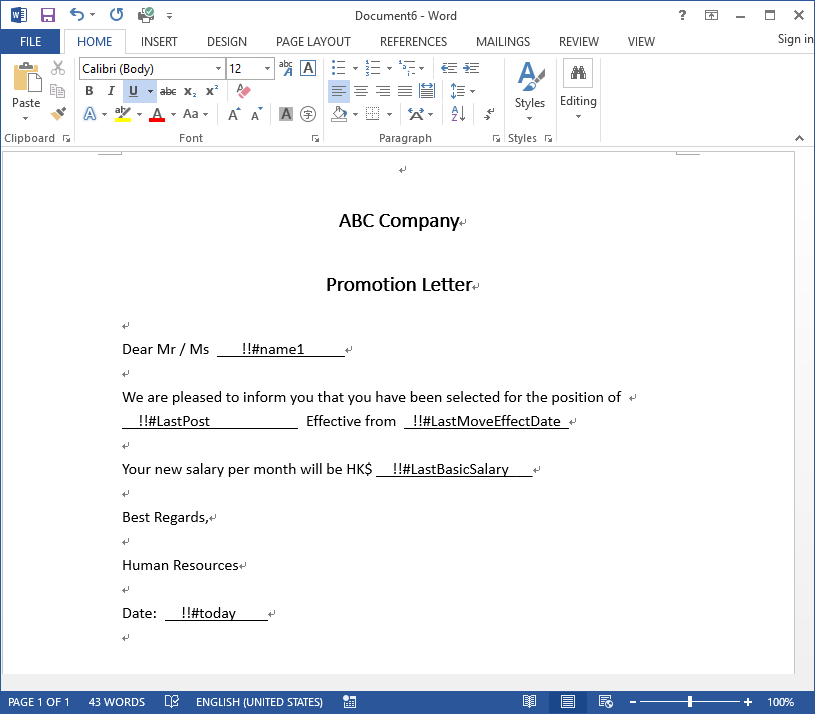 Document6 - Word
FILE HOME INSERT DESIGN PAGE LAYOUT REFERENCES MAILINGS REVIEW VIEW Sign in
Calibri (Body) 12
Paste Styles Editing
Clipboard Font Paragraph Styles
ABC Company
Promotion Letter
Dear Mr / Ms !!#name1
We are pleased to inform you that you have been selected for the position of
!!#LastPost Effective from !!#LastMoveEffectDate
Your new salary per month will be HK$ !!#LastBasicSalary
Best Regards,
Human Resources
Date: !!#today
PAGE 1 OF 1 43 WORDS ENGLISH (UNITED STATES) 100%